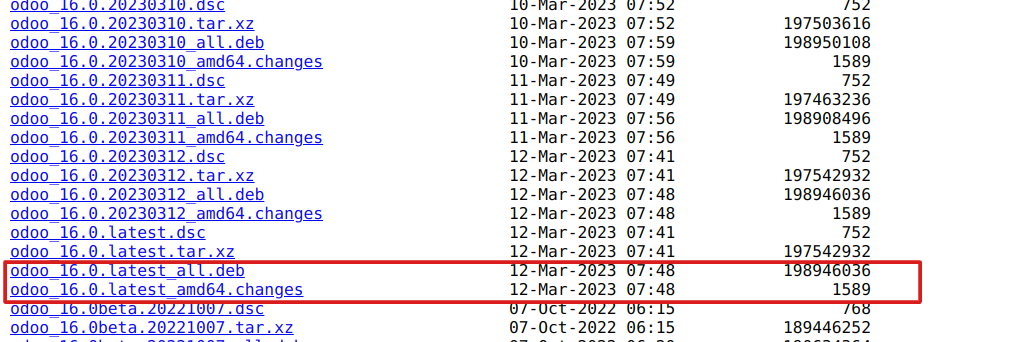 odoo_16.0.20230310.dsc 10-Mar-2023 07:52 752
odoo_16.0.20230310.tar.xz 10-Mar-2023 07:52 197503616
odoo_16.0.20230310_all.deb 10-Mar-2023 07:59 198950108
odoo_16.0.20230310_amd64.changes 10-Mar-2023 07:59 1589
odoo_16.0.20230311.dsc 11-Mar-2023 07:49 752
odoo_16.0.20230311.tar.xz 11-Mar-2023 07:49 197463236
odoo_16.0.20230311_all.deb 11-Mar-2023 07:56 198908496
odoo_16.0.20230311_amd64.changes 11-Mar-2023 07:56 1589
odoo_16.0.20230312.dsc 12-Mar-2023 07:41 752
odoo_16.0.20230312.tar.xz 12-Mar-2023 07:41 197542932
odoo_16.0.20230312_all.deb 12-Mar-2023 07:48 198946036
odoo_16.0.20230312_amd64.changes 12-Mar-2023 07:48 1589
odoo_16.0.latest.dsc 12-Mar-2023 07:41 752
odoo_16.0.latest.tar.xz 12-Mar-2023 07:41 197542932
odoo_16.0.latest_all.deb 12-Mar-2023 07:48 198946036
odoo_16.0.latest_amd64.changes 12-Mar-2023 07:48 1589
odoo_16.0beta.20221007.dsc 07-Oct-2022 06:15 768
odoo_16.0beta.20221007.tar.xz 07-Oct-2022 06:15 189446252